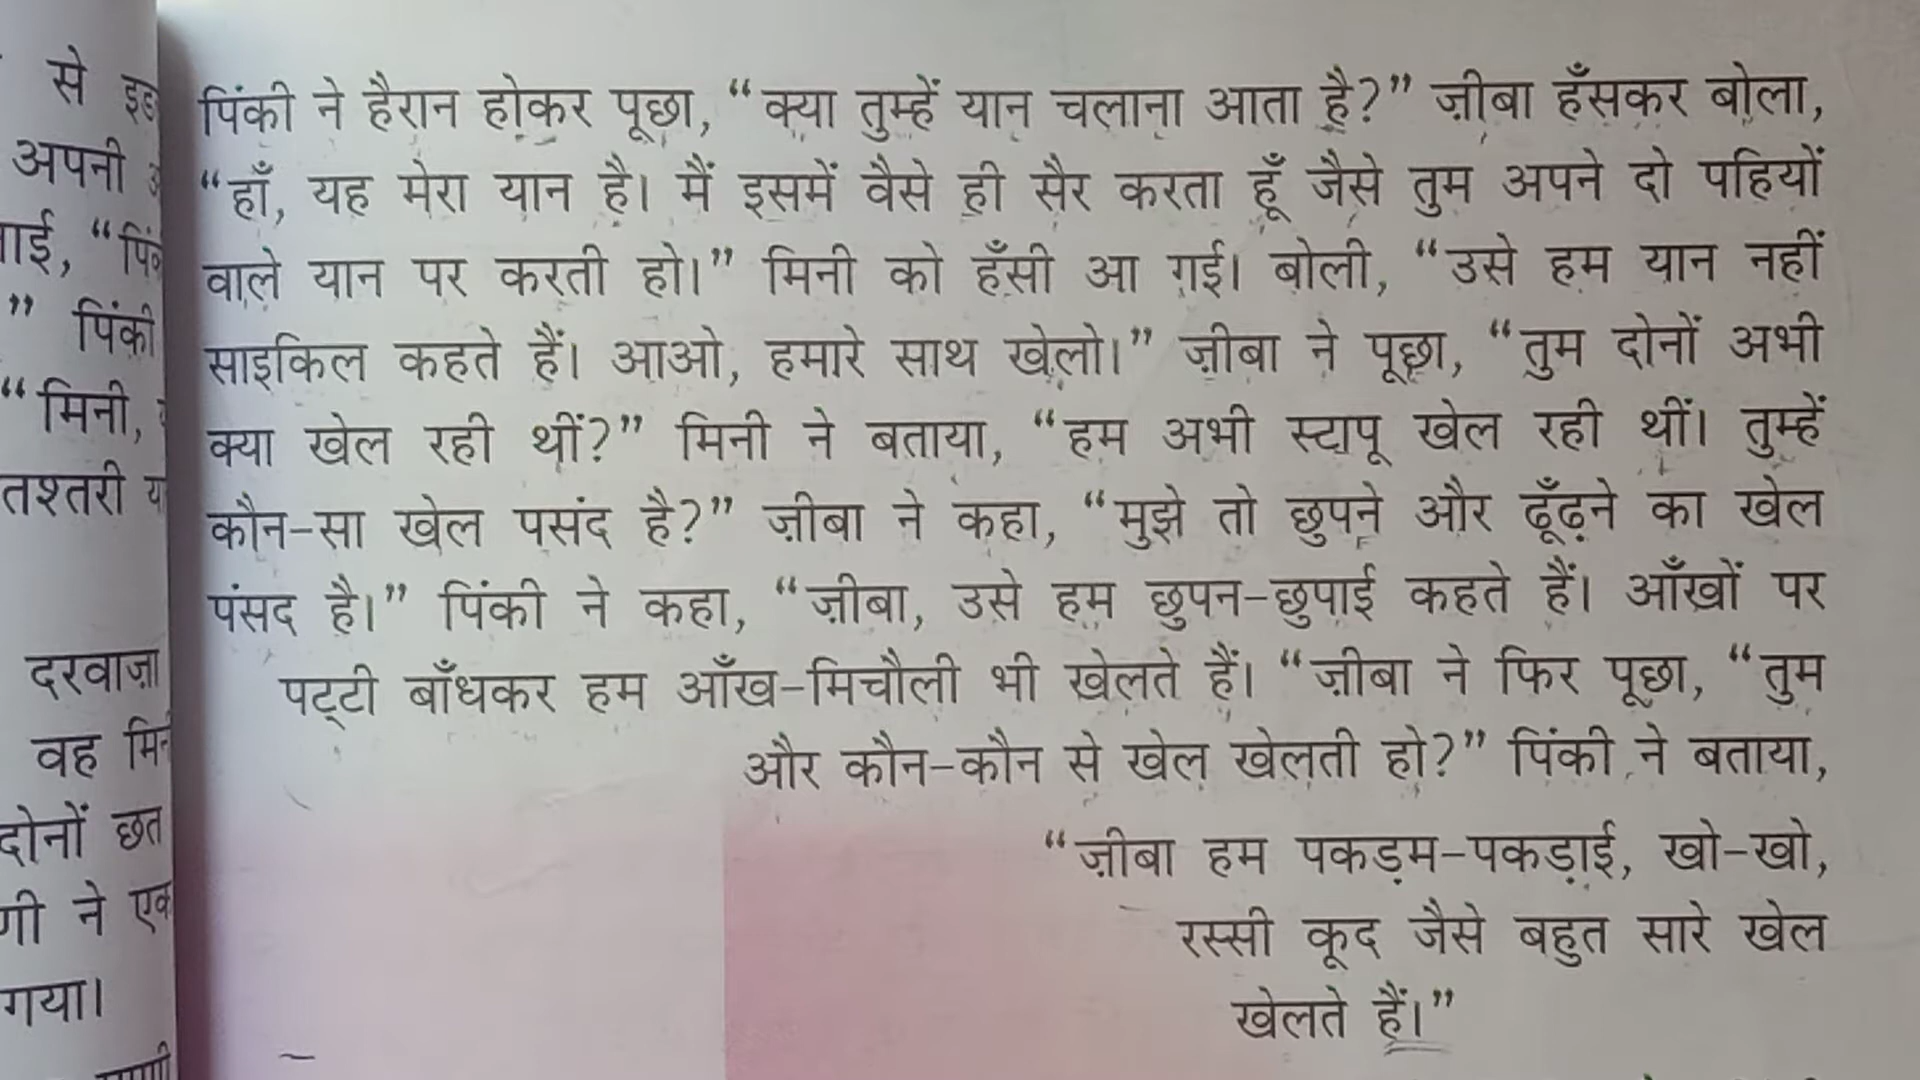 से
अपनी
दरवाज़ा
वह
दोनों छत
ने
गया।
पिंकी ने हैरान होकर पूछा, “क्या तुम्हें यान चलाना आता है?” ज़ीबा हँसकर बोला,
“हाँ, यह मेरा यान है। मैं इसमें वैसे ही सैर करता हूँ जैसे तुम अपने दो पहियों
वाले यान पर करती हो।” मिनी को हँसी आ गई। बोली, “उसे हम यान नहीं
साइकिल कहते हैं। आओ, हमारे साथ खेलो।” ज़ीबा ने पूछा, “तुम दोनों अभी
क्या खेल रही थीं?” मिनी ने बताया, “हम अभी स्टापू खेल रही थीं। तुम्हें
कौन-सा खेल पसंद है?” ज़ीबा ने कहा, “मुझे तो छुपने और ढूँढ़ने का खेल
पंसद है।” पिंकी ने कहा, “ज़ीबा, उसे हम छुपन-छुपाई कहते हैं। आँखों पर
पट्टी बाँधकर हम आँख-मिचौली भी खेलते हैं। “ज़ीबा ने फिर पूछा, “तुम
और कौन-कौन से खेल खेलती हो?” पिंकी ने बताया,
“ज़ीबा हम पकड़म-पकड़ाई, खो-खो,
रस्सी कूद जैसे बहुत सारे खेल
खेलते हैं।”